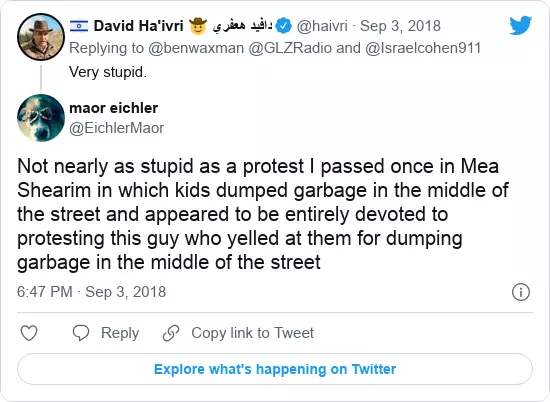 🇮🇱 David Ha'ivri 🤠 دافيد هعفري @haivri · Sep 3, 2018
Replying to @benwaxman @GLZRadio and @Israelcohen911
Very stupid.
maor eichler
@EichlerMaor
Not nearly as stupid as a protest I passed once in Mea
Shearim in which kids dumped garbage in the middle of
the street and appeared to be entirely devoted to
protesting this guy who yelled at them for dumping
garbage in the middle of the street
6:47 PM · Sep 3, 2018
Reply
Copy link to Tweet
Explore what's happening on Twitter